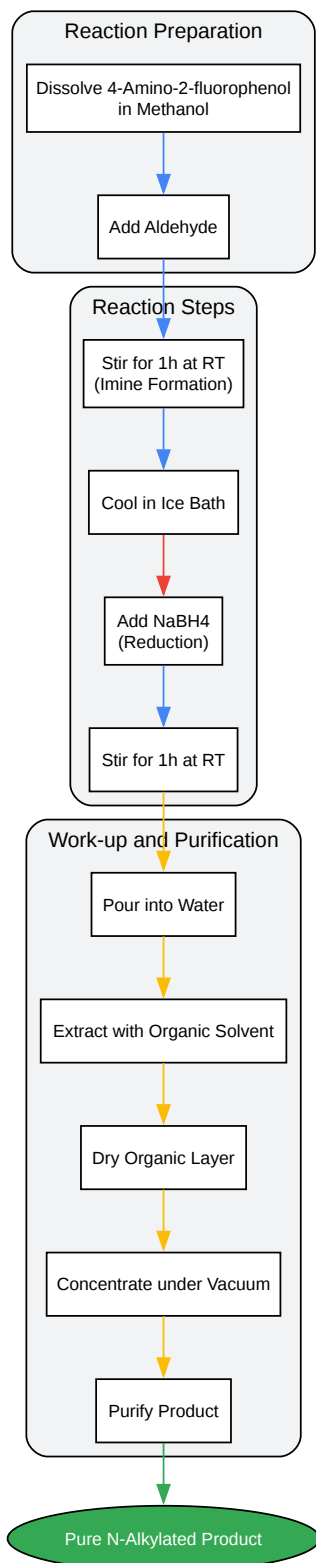 Reaction Preparation
Dissolve 4-Amino-2-fluorophenol
in Methanol
Add Aldehyde
Reaction Steps
Stir for 1h at RT
(Imine Formation)
Cool in Ice Bath
Add NaBH4
(Reduction)
Stir for 1h at RT
Work-up and Purification
Pour into Water
Extract with Organic Solvent
Dry Organic Layer
Concentrate under Vacuum
Purify Product
Pure N-Alkylated Product